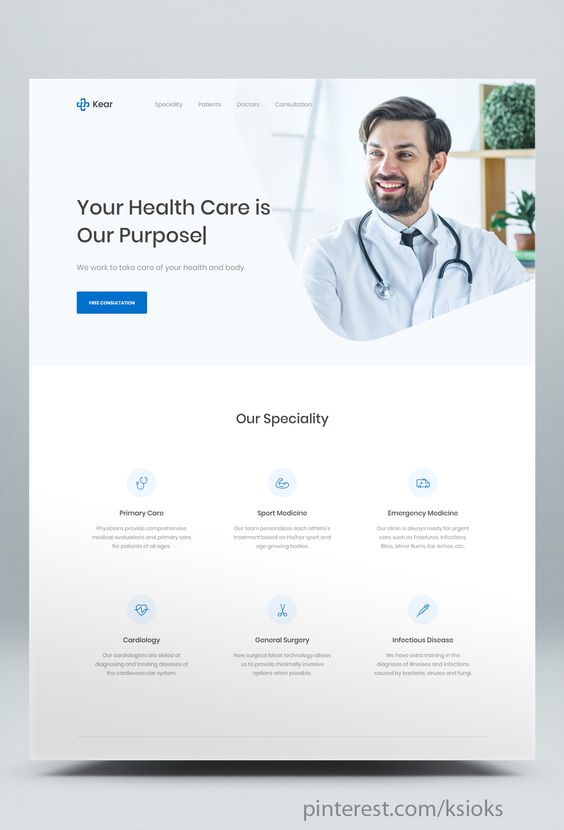 Kear
Speciality Patients Doctors Consultation
Your Health Care is
Our Purpose|
We work to take care of your health and body.
FREE CONSULTATION
Our Speciality
Primary Care
Physicians provide comprehensive
medical evaluations and primary care
for patients of all ages.
Sport Medicine
Our team personalizes each athlete's
treatment based on his/her sport and
age growing bodies.
Emergency Medicine
Our clinic is always ready for urgent
care such as Fractures, Infections,
Bites, Minor Burns, Ear Aches, etc..
Cardiology
Our cardiologists are skilled at
diagnosing and treating diseases of
the cardiovascular system.
General Surgery
New surgical latest technology allows
us to provide minimally invasive
options when possible.
Infectious Disease
We have extra training in the
diagnosis of illnesses and infections
caused by bacteria, viruses and fungi.
pinterest.com/ksioks